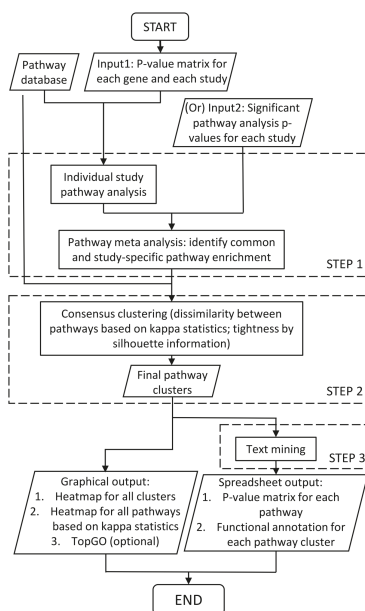 START
Pathway
database
Input1: P-value matrix for
each gene and each study
(Or) Input2: Significant
pathway analysis p-
values for each study
Individual study
pathway analysis
Pathway meta analysis: identify common
and study-specific pathway enrichment
STEP 1
Consensus clustering (dissimilarity between
pathways based on kappa statistics; tightness by
silhouette information)
Final pathway
clusters
STEP 2
Text mining
STEP 3
Graphical output:
1. Heatmap for all clusters
2. Heatmap for all pathways
based on kappa statistics
3. TopGO (optional)
Spreadsheet output:
1. P-value matrix for each
pathway
2. Functional annotation for
each pathway cluster
END